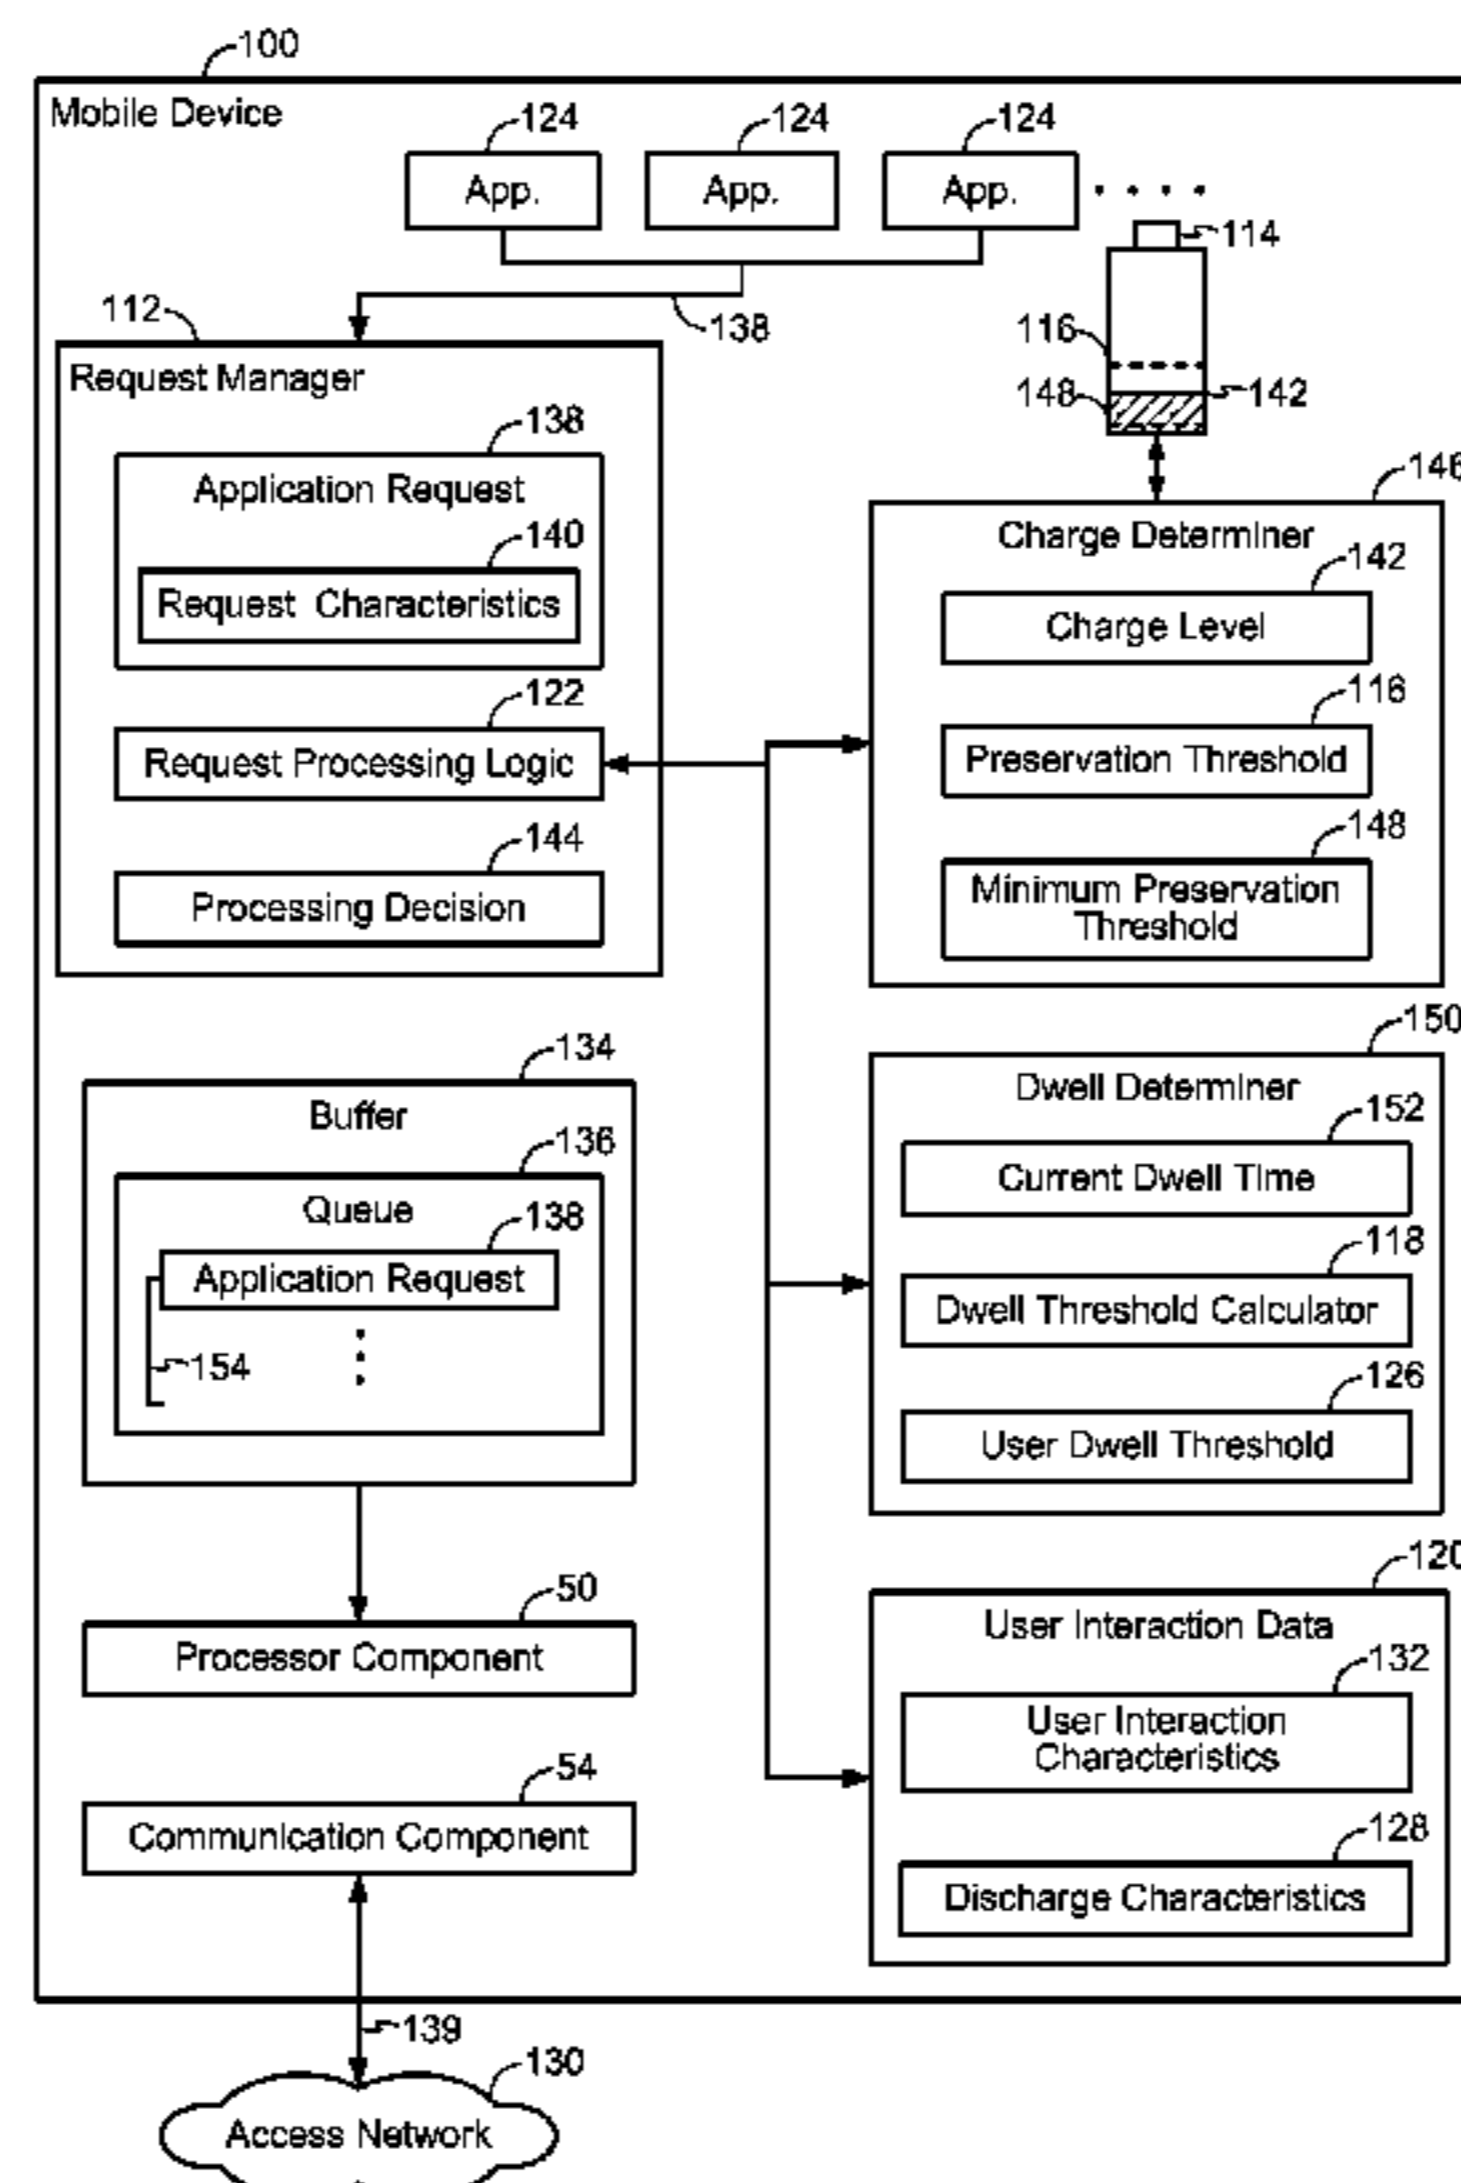 100
Mobile Device
124
124
124
App.
App.
App.
114
138
112
116
148
142
Request Manager
138
Application Request
140
Request Characteristics
122
Request Processing Logic
144
Processing Decision
146
Charge Determiner
142
Charge Level
116
Preservation Threshold
148
Minimum Preservation
Threshold
134
Buffer
136
Queue
138
Application Request
154
150
Dwell Determiner
152
Current Dwell Time
118
Dwell Threshold Calculator
126
User Dwell Threshold
50
Processor Component
54
Communication Component
120
User Interaction Data
132
User Interaction
Characteristics
128
Discharge Characteristics
139
130
Access Network